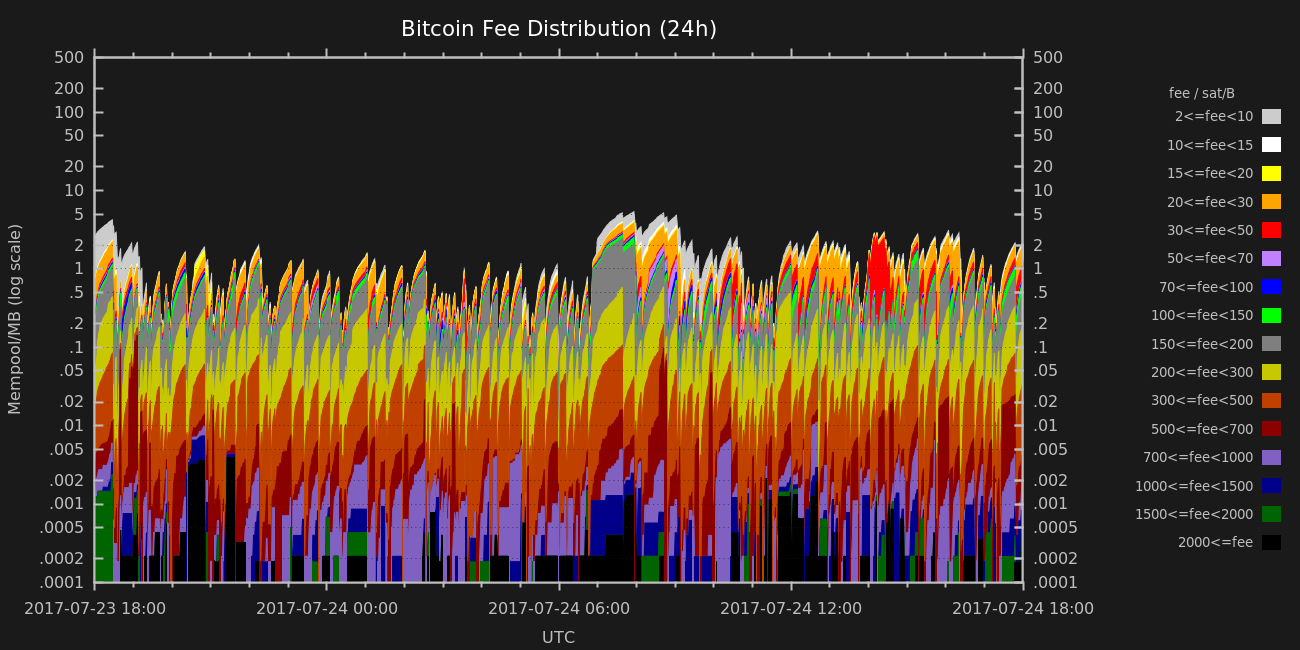 Bitcoin Fee Distribution (24h)
500
200
100
50
20
10
5
2
1
.5
.2
.1
.05
.02
.01
.005
.002
.001
.0005
.0002
.0001
Mempool/MB (log scale)
500
200
100
50
20
10
5
2
1
.5
.2
.1
.05
.02
.01
.005
.002
.001
.0005
.0002
.0001
2017-07-23 18:00
2017-07-24 00:00
2017-07-24 06:00
2017-07-24 12:00
2017-07-24 18:00
UTC
fee / sat/B
2<=fee<10
10<=fee<15
15<=fee<20
20<=fee<30
30<=fee<50
50<=fee<70
70<=fee<100
100<=fee<150
150<=fee<200
200<=fee<300
300<=fee<500
500<=fee<700
700<=fee<1000
1000<=fee<1500
1500<=fee<2000
2000<=fee